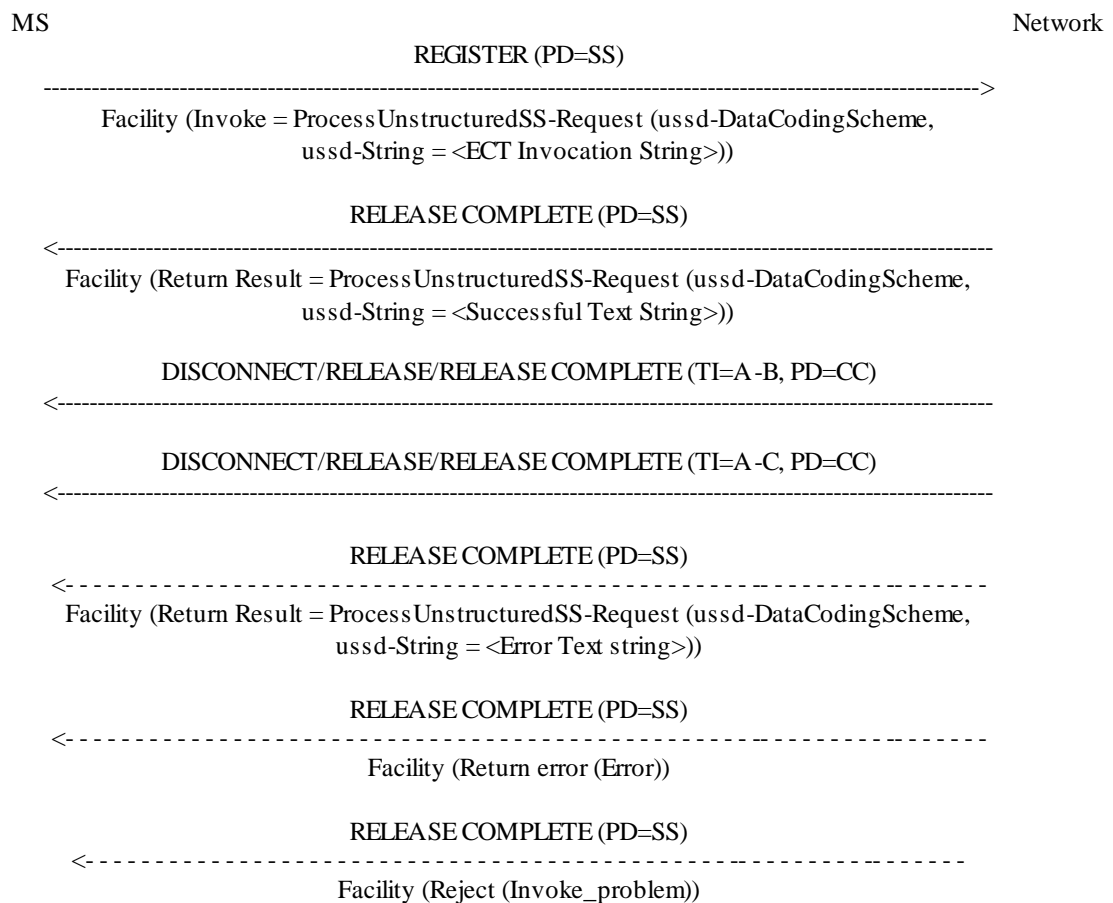 MS Network
REGISTER (PD=SS)
Facility (Invoke = ProcessUnstructuredSS-Request (ussd-DataCodingScheme,
ussd-String = <ECT Invocation String>))
RELEASE COMPLETE (PD=SS)
Facility (Return Result = ProcessUnstructuredSS-Request (ussd-DataCodingScheme,
ussd-String = <Successful Text String>))
DISCONNECT/RELEASE/RELEASE COMPLETE (TI=A-B, PD=CC)
DISCONNECT/RELEASE/RELEASE COMPLETE (TI=A-C, PD=CC)
RELEASE COMPLETE (PD=SS)
Facility (Return Result = ProcessUnstructuredSS-Request (ussd-DataCodingScheme,
ussd-String = <Error Text string>))
RELEASE COMPLETE (PD=SS)
Facility (Return error (Error))
RELEASE COMPLETE (PD=SS)
Facility (Reject (Invoke_problem))